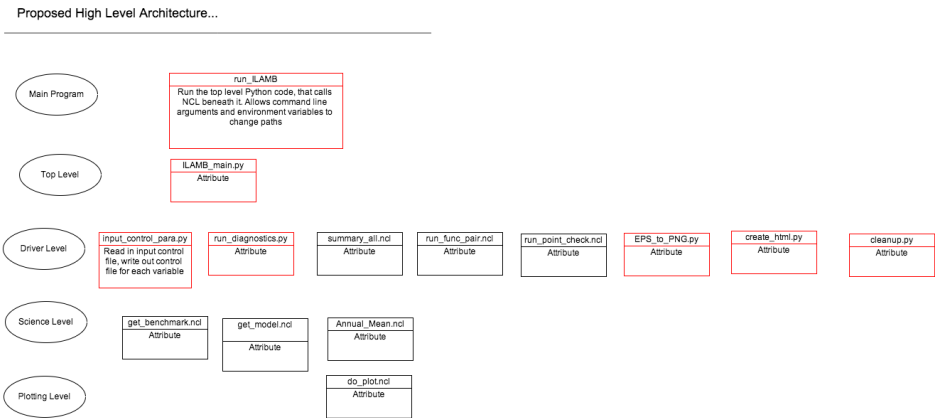 Proposed High Level Architecture...
Main Program
run_ILAMB
Run the top level Python code, that calls
NCL beneath it. Allows command line
arguments and environment variables to
change paths
Top Level
ILAMB_main.py
Attribute
Driver Level
input_control_para.py
Read in input control
file, write out control
file for each variable
run_diagnostics.py
Attribute
summary_all.ncl
Attribute
run_func_pair.ncl
Attribute
run_point_check.ncl
Attribute
EPS_to_PNG.py
Attribute
create_html.py
Attribute
cleanup.py
Attribute
Science Level
get_benchmark.ncl
Attribute
get_model.ncl
Attribute
Annual_Mean.ncl
Attribute
Plotting Level
do_plot.ncl
Attribute